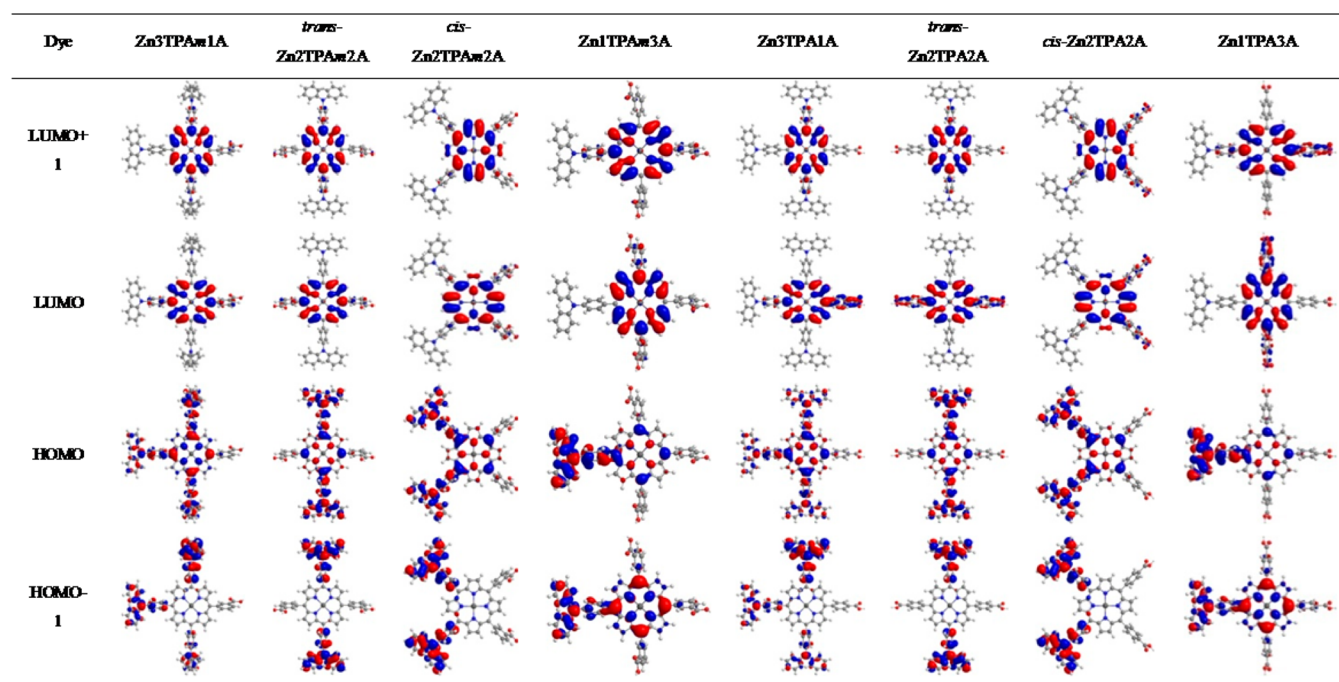 Dye Zn3TPAm1A trans-Zn2TPAm2A cis-Zn2TPAm2A Zn1TPAm3A Zn3TPA1A trans-Zn2TPA2A cis-Zn2TPA2A Zn1TPA3A
LUMO+
1
LUMO
HOMO
HOMO-
1